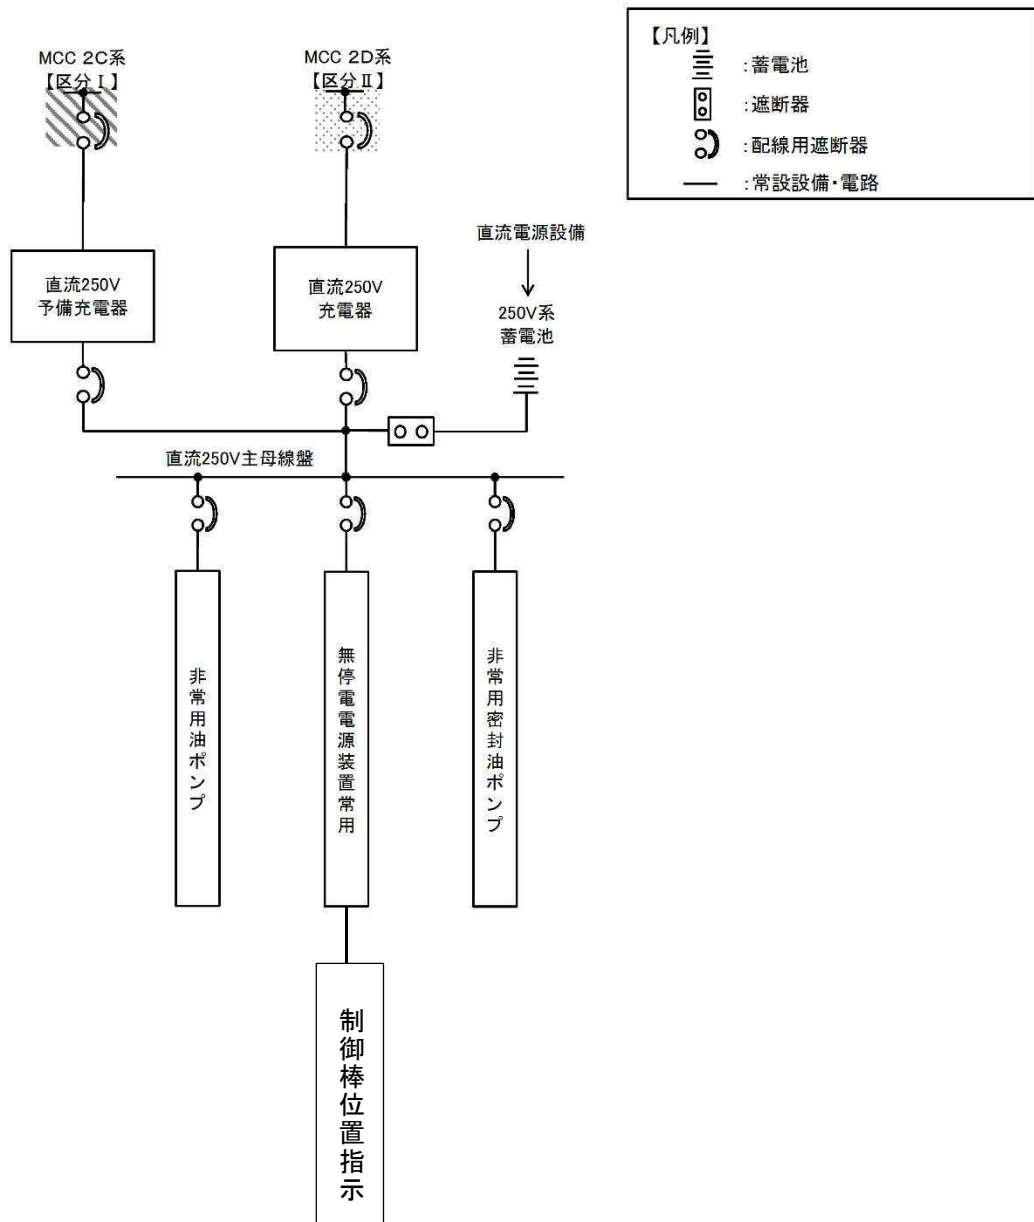 MCC 2C系
【区分Ⅰ】
MCC 2D系
【区分Ⅱ】
【凡例】
:蓄電池
:遮断器
:配線用遮断器
:常設設備・電路
直流電源設備
直流250V
予備充電器
直流250V
充電器
250V系
蓄電池
直流250V主母線盤
非常用油ポンプ
無停電電源装置常用
非常用密封油ポンプ
制御棒位置指示